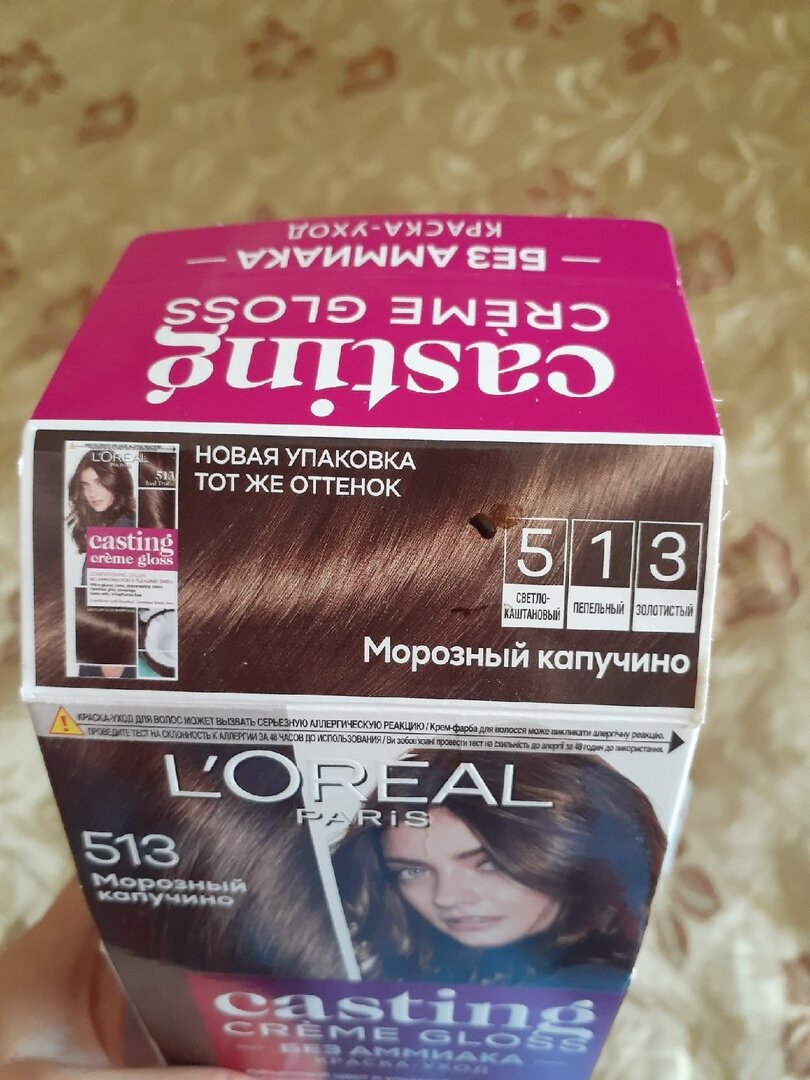 КРАСКА-УХОД
— БЕЗ АММИАКА —
CRÈME GLOSS
casting
L'ORÉAL
PARIS
513
casting
crème gloss
НОВАЯ УПАКОВКА
ТОТ ЖЕ ОТТЕНОК
5 1 3
СВЕТЛО-
КАШТАНОВЫЙ ПЕПЕЛЬНЫЙ ЗОЛОТИСТЫЙ
Морозный капучино
КРАСКА-УХОД ДЛЯ ВОЛОС МОЖЕТ ВЫЗВАТЬ СЕРЬЕЗНУЮ АЛЛЕРГИЧЕСКУЮ РЕАКЦИЮ / Крем-фарба для волосся може викликати алергічну реакцію.
ПРОВЕДИТЕ ТЕСТ НА СКЛОННОСТЬ К АЛЛЕРГИИ ЗА 48 ЧАСОВ ДО ИСПОЛЬЗОВАНИЯ / Ви зобов'язані провести тест на схильність до алергії за 48 годин до використання.
L'ORÉAL
PARIS
513
Морозный
капучино
casting
CRÈME GLOSS
— БЕЗ АММИАКА —
КРАСКА-УХОД